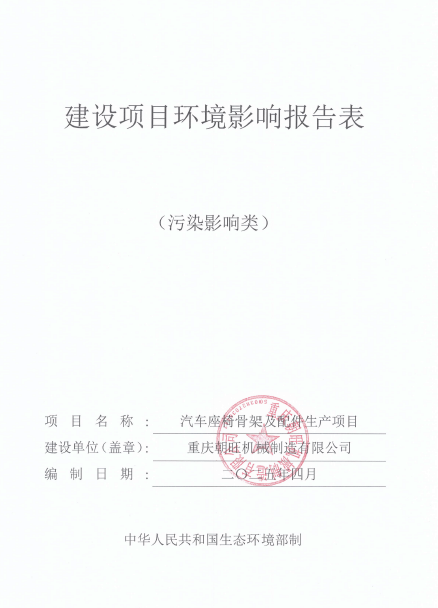 建设项目环境影响报告表
（污染影响类）
项目名称：汽车座椅骨架及配件生产项目
建设单位（盖章）：重庆朝旺机械制造有限公司
编制日期：二〇二五年四月
中华人民共和国生态环境部制